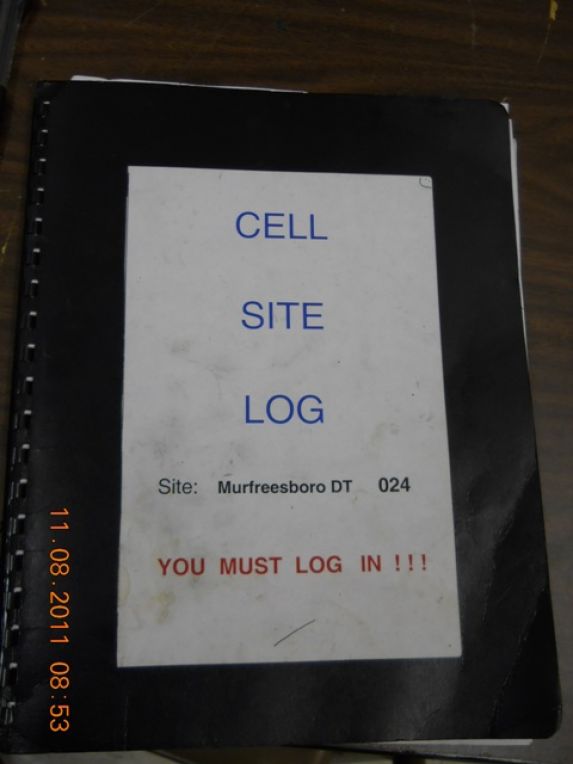 CELL
SITE
LOG
Site: Murfreesboro DT 024
YOU MUST LOG IN !!!
11.08.2011 08:53